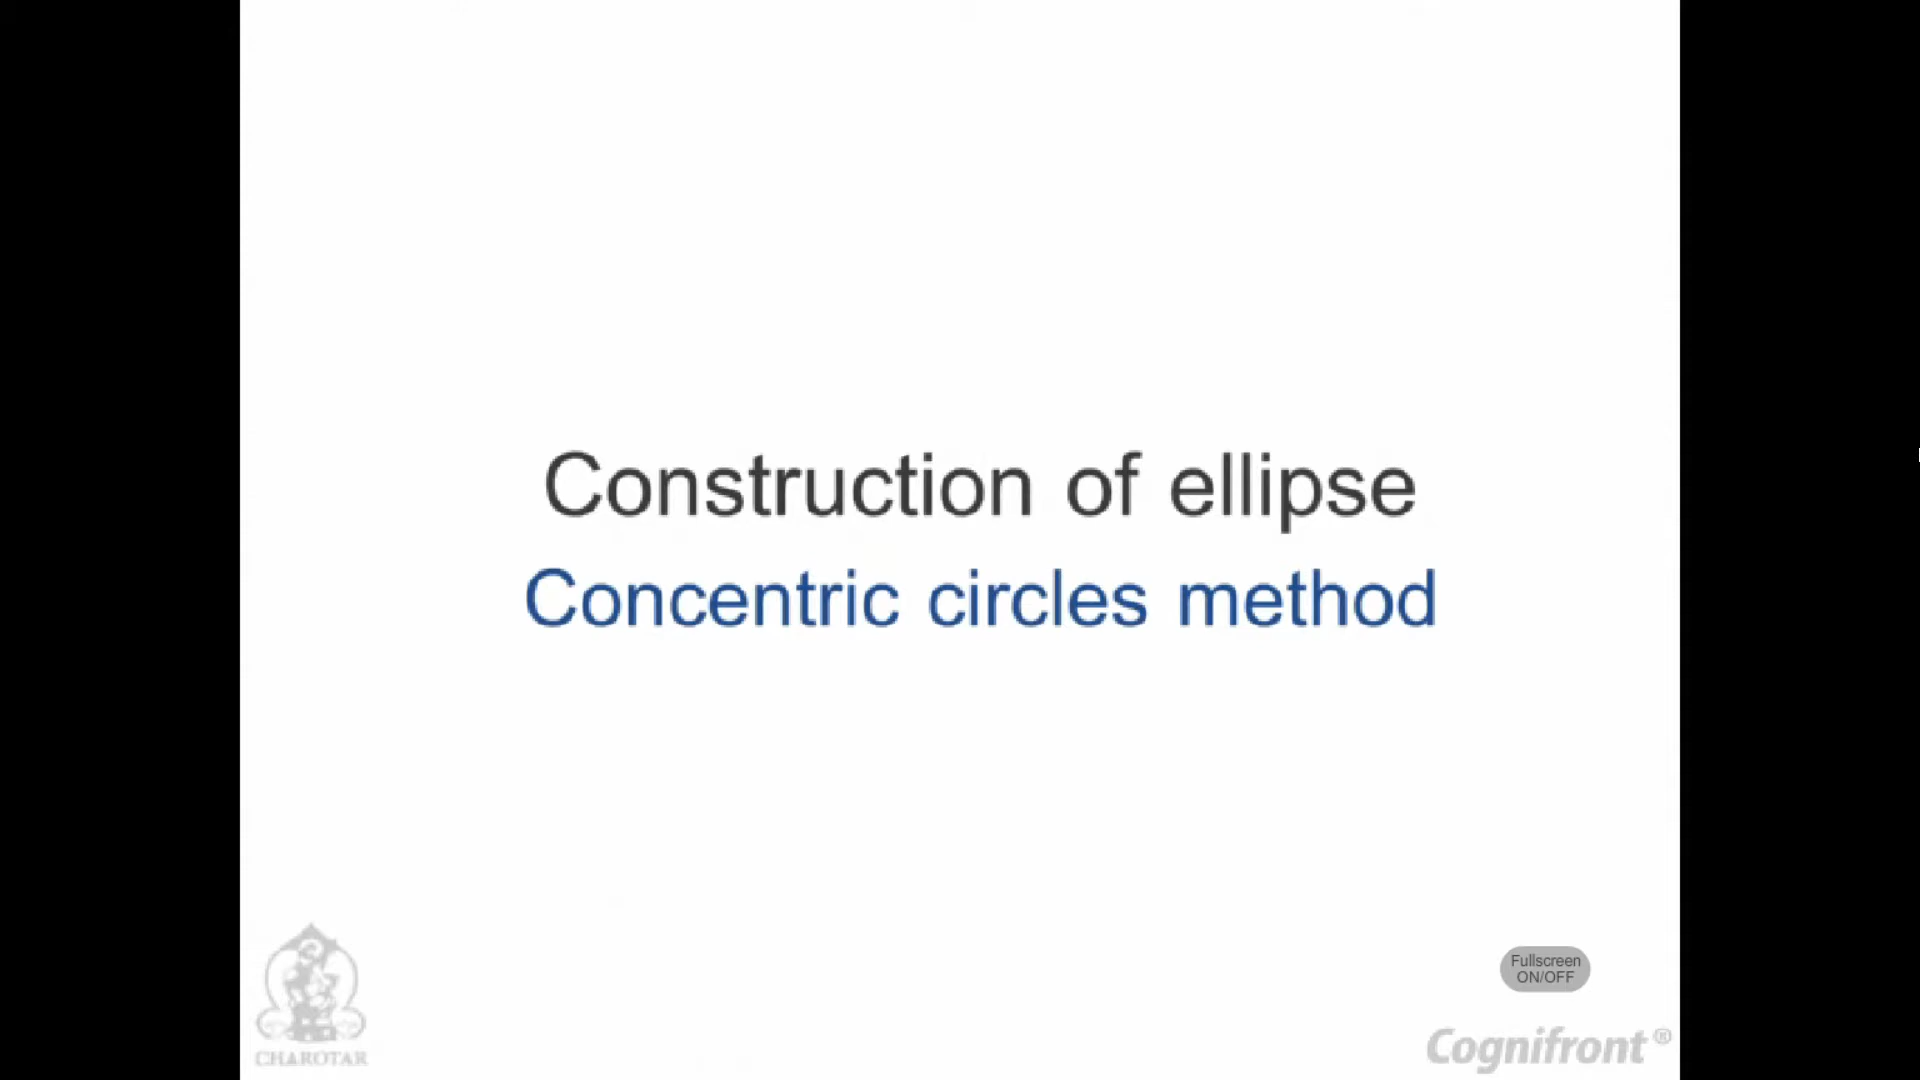 Construction of ellipse
Concentric circles method
Fullscreen
ON/OFF
CHAROTAR
Cognifront®